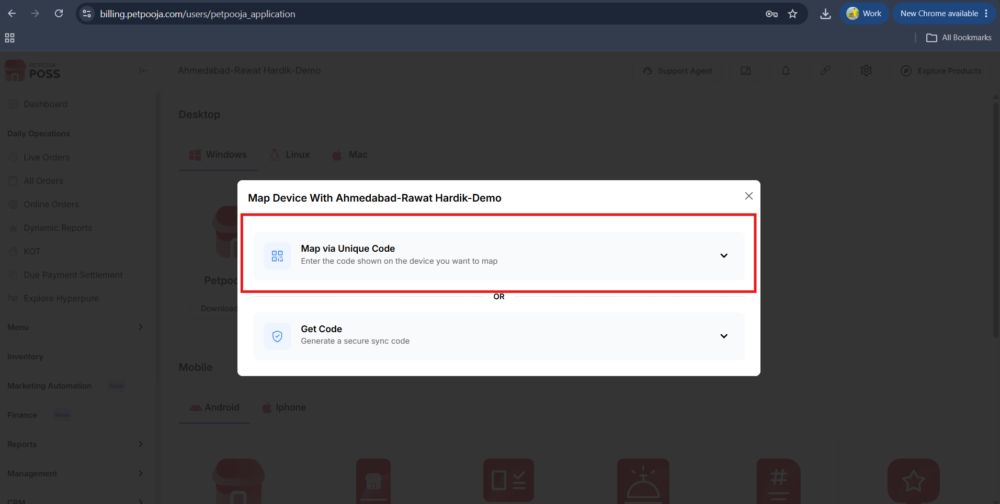 billing.petpooja.com/users/petpooja_application
Work
New Chrome available
All Bookmarks
PETPOOJA
POSS
Ahmedabad-Rawat Hardik-Demo
Support Agent
Explore Products
Dashboard
Daily Operations
Live Orders
All Orders
Online Orders
Dynamic Reports
KOT
Due Payment Settlement
hp Explore Hyperpure
Menu
Inventory
Marketing Automation New
Finance New
Reports
Management
CRM
Desktop
Windows Linux Mac
Download
Map Device With Ahmedabad-Rawat Hardik-Demo
Map via Unique Code
Enter the code shown on the device you want to map
OR
Get Code
Generate a secure sync code
Mobile
Android Iphone
#